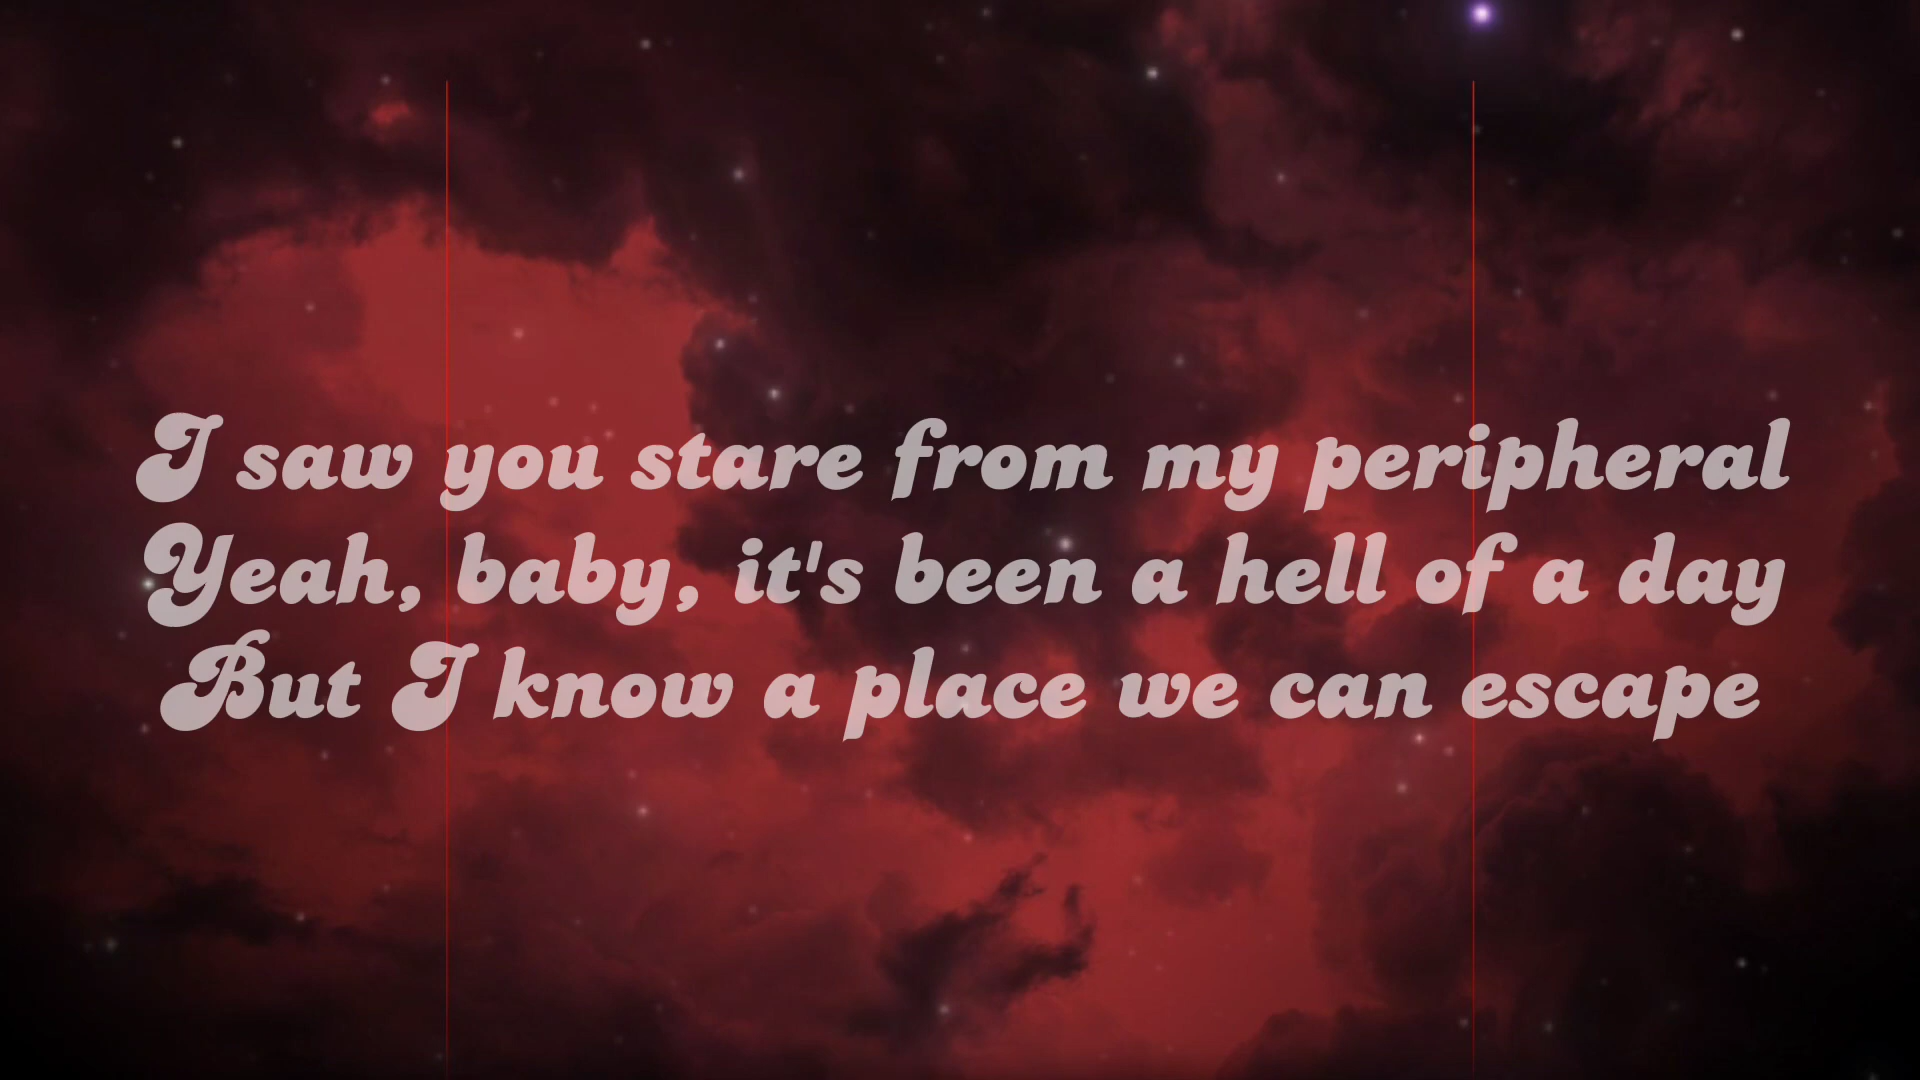 I saw you stare from my peripheral
Yeah, baby, it's been a hell of a day
But I know a place we can escape